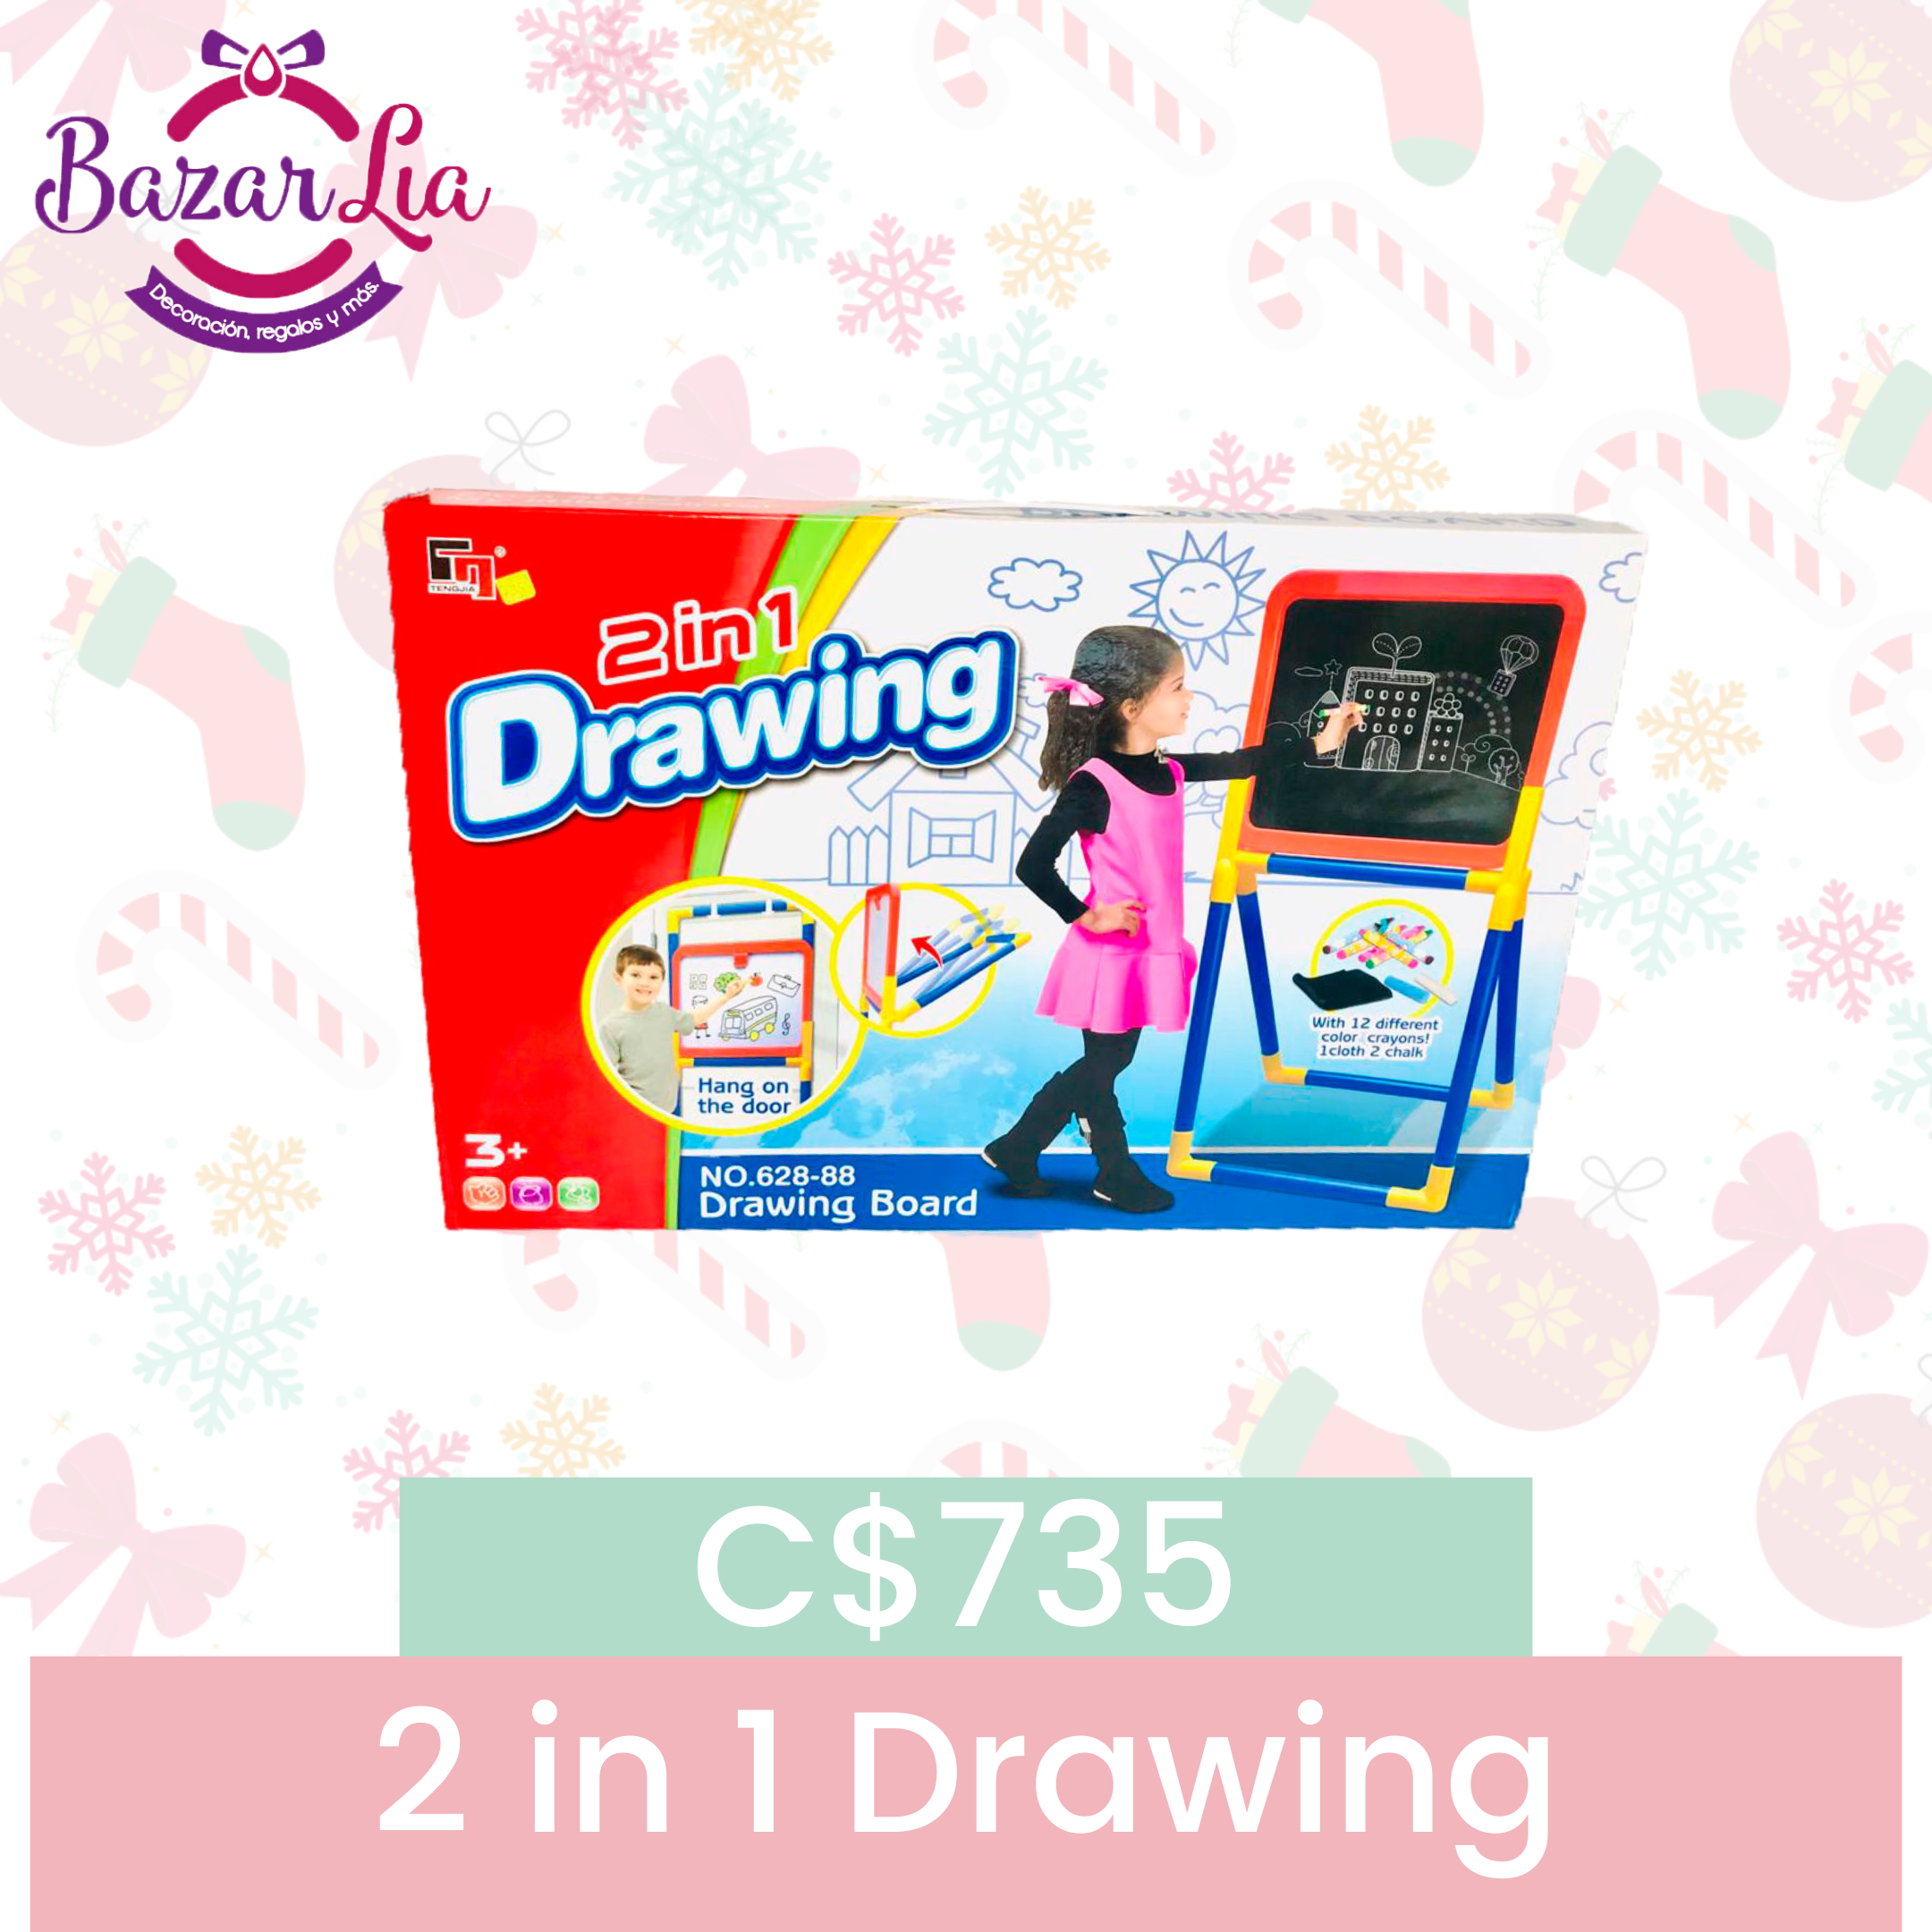 Bazar Lia
Decoración, regalos y más.
TENGJIA
2 in 1
Drawing
Hang on
the door
With 12 different
color crayons!
1cloth 2 chalk
3+
NO.628-88
Drawing Board
C$735
2 in 1 Drawing